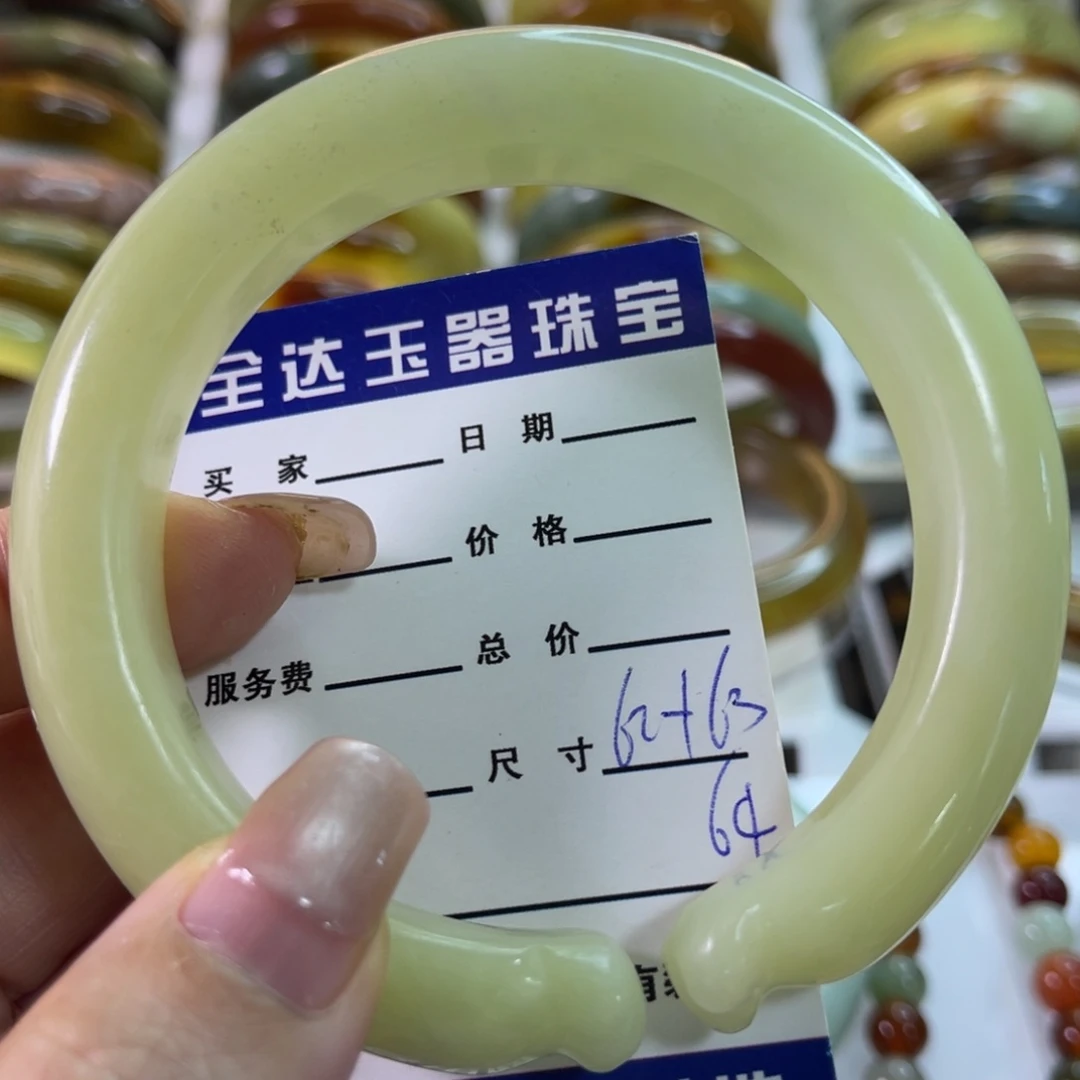 全达玉器珠宝
买 家 日 期
价 格
服务费 总 价
尺 寸 62+63
64
有